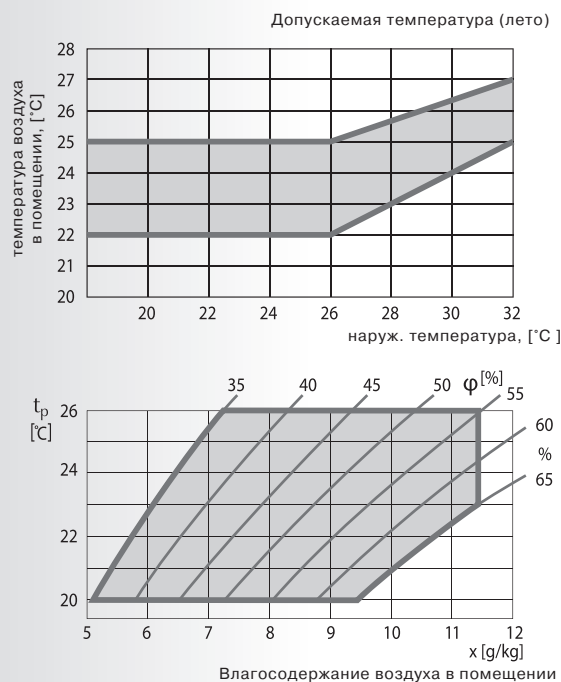 Допускаемая температура (лето)
температура воздуха
в помещении, [˚C]
28
27
26
25
24
23
22
21
20
20 22 24 26 28 30 32
наруж. температура, [˚C ]
35 40 45 50 φ [%] 55
60
%
65
tp
[℃]
26
24
22
20
5 6 7 8 9 10 11 12
x [g/kg]
Влагосодержание воздуха в помещении